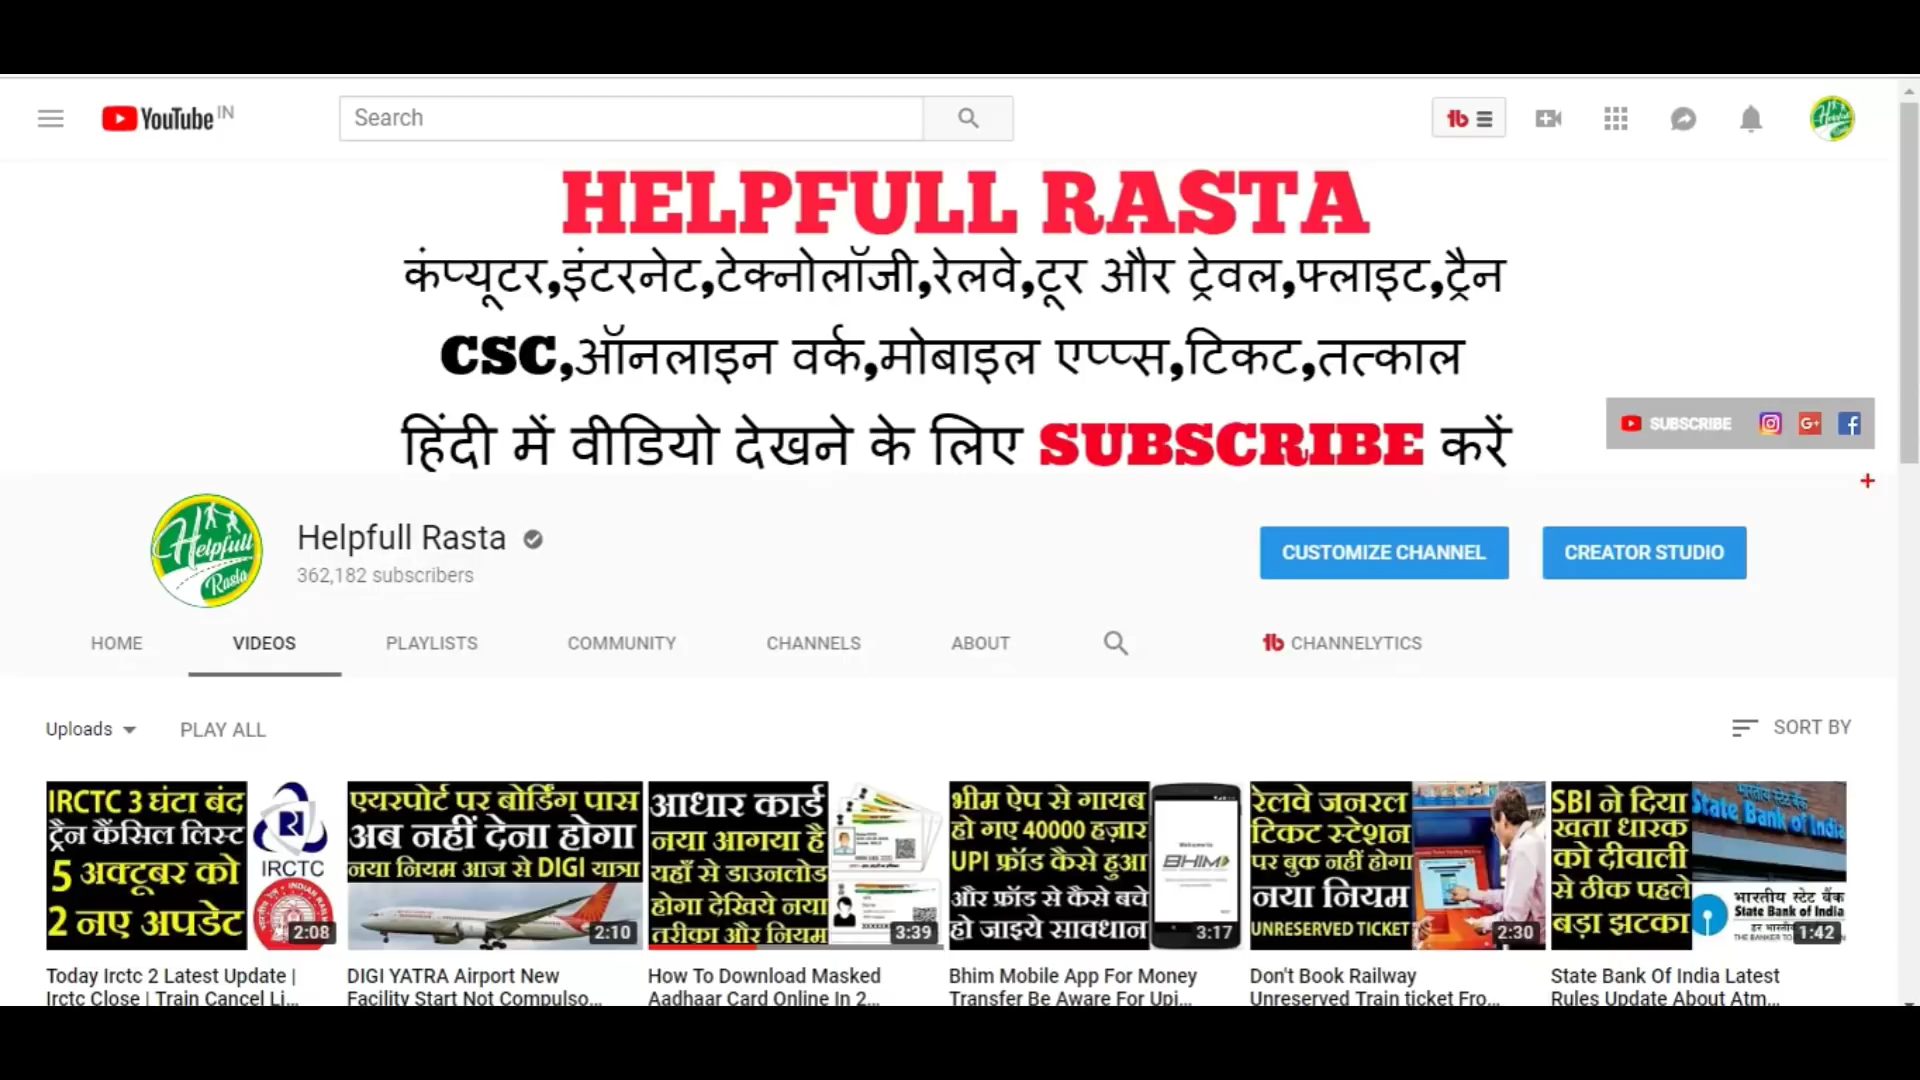 YouTube IN
Search
HELPFULL RASTA
कंप्यूटर,इंटरनेट,टेक्नोलॉजी,रेलवे,टूर और ट्रेवल,फ्लाइट,ट्रैन
CSC,ऑनलाइन वर्क,मोबाइल एप्प्स,टिकट,तत्काल
हिंदी में वीडियो देखने के लिए SUBSCRIBE करें
SUBSCRIBE
Helpfull Rasta
Helpfull Rasta
362,182 subscribers
CUSTOMIZE CHANNEL
CREATOR STUDIO
HOME VIDEOS PLAYLISTS COMMUNITY CHANNELS ABOUT CHANNELYTICS
Uploads PLAY ALL SORT BY
IRCTC 3 घंटा बंद
ट्रैन कैंसिल लिस्ट
5 अक्टूबर को
2 नए अपडेट
IRCTC
2:08
एयरपोर्ट पर बोर्डिंग पास
अब नहीं देना होगा
नया नियम आज से DIGI यात्रा
2:10
आधार कार्ड
नया आगया है
यहाँ से डाउनलोड
होगा देखिये नया
तरीका और नियम
3:39
भीम ऐप से गायब
हो गए 40000 हज़ार
UPI फ्रॉड कैसे हुआ
और फ्रॉड से कैसे बचे
हो जाइये सावधान
BHIM
3:17
रेलवे जनरल
टिकट स्टेशन
पर बुक नहीं होगा
नया नियम
UNRESERVED TICKET
2:30
SBI ने दिया
खता धारक
को दीवाली
से ठीक पहले
बड़ा झटका
भारतीय स्टेट बैंक
State Bank of India
भारतीय स्टेट बैंक
State Bank of India
1:42
Today Irctc 2 Latest Update |
Irctc Close | Train Cancel Li...
DIGI YATRA Airport New
Facility Start Not Compulso...
How To Download Masked
Aadhaar Card Online In 2...
Bhim Mobile App For Money
Transfer Be Aware For Upi...
Don't Book Railway
Unreserved Train ticket Fro...
State Bank Of India Latest
Rules Update About Atm...